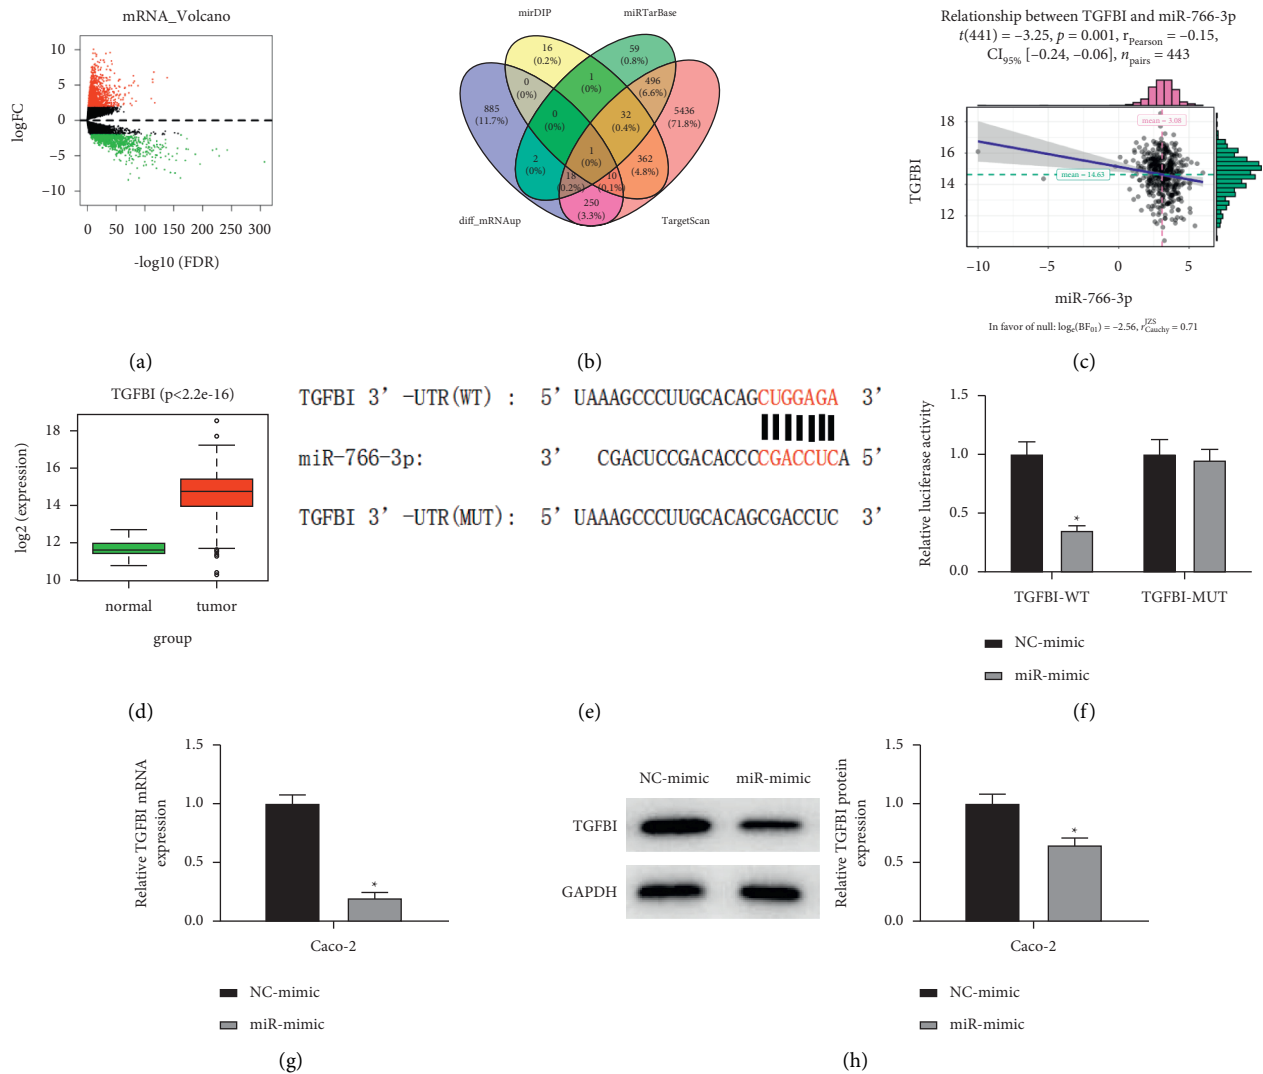 mRNA_Volcano
10
5
0
−5
−10
logFC
0 50 100 150 200 250 300
-log10 (FDR)
(a)
mirDIP
miRTarBase
diff_mRNAup
TargetScan
16
(0.2%)
59
(0.8%)
885
(11.7%)
0
(0%)
1
(0%)
496
(6.6%)
5436
(71.8%)
0
(0%)
32
(0.4%)
2
(0%)
1
(0%)
362
(4.8%)
18
(0.2%)
10
(0.1%)
250
(3.3%)
(b)
Relationship between TGFBI and miR-766-3p
t(441) = −3.25, p = 0.001, rPearson = −0.15,
CI95% [−0.24, −0.06], npairs = 443
mean = 3.08
mean = 14.63
18
16
14
12
TGFBI
−10 −5 0 5
miR-766-3p
In favor of null: loge(BF01) = −2.56, rJZS Cauchy = 0.71
(c)
TGFBI (p<2.2e-16)
18
16
14
12
10
log2 (expression)
normal tumor
group
(d)
TGFBI 3' -UTR(WT) : 5' UAAAGCCCUUGCACAGCUGGAGA 3'
miR-766-3p: 3' CGACUCCGACACCCCGACCUCA 5'
TGFBI 3' -UTR(MUT): 5' UAAAGCCCUUGCACAGCGACCUC 3'
(e)
1.5
1.0
0.5
0.0
Relative luciferase activity
*
TGFBI-WT TGFBI-MUT
NC-mimic
miR-mimic
(f)
1.5
1.0
0.5
0.0
Relative TGFBI mRNA
expression
*
Caco-2
NC-mimic
miR-mimic
(g)
NC-mimic miR-mimic
TGFBI
GAPDH
1.5
1.0
0.5
0.0
Relative TGFBI protein
expression
*
Caco-2
NC-mimic
miR-mimic
(h)